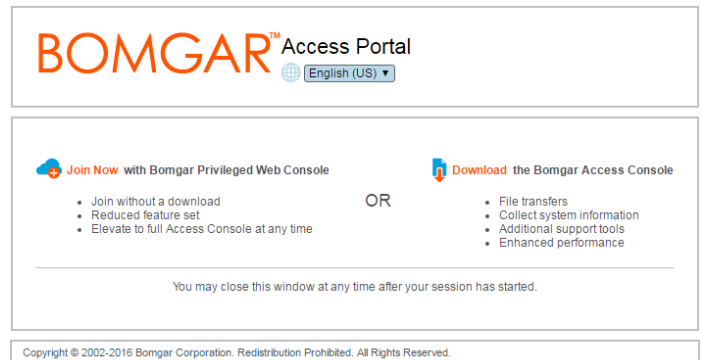 BOMGAR™ Access Portal
English (US) ▼
Join Now with Bomgar Privileged Web Console
• Join without a download
• Reduced feature set
• Elevate to full Access Console at any time
OR
Download the Bomgar Access Console
• File transfers
• Collect system information
• Additional support tools
• Enhanced performance
You may close this window at any time after your session has started.
Copyright © 2002-2016 Bomgar Corporation. Redistribution Prohibited. All Rights Reserved.